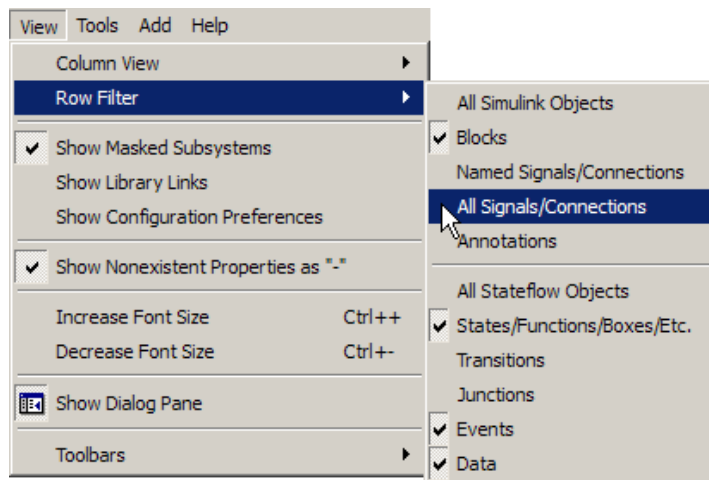 View Tools Add Help
Column View
Row Filter
Show Masked Subsystems
Show Library Links
Show Configuration Preferences
Show Nonexistent Properties as "-"
Increase Font Size Ctrl++
Decrease Font Size Ctrl+-
Show Dialog Pane
Toolbars
All Simulink Objects
Blocks
Named Signals/Connections
All Signals/Connections
Annotations
All Stateflow Objects
States/Functions/Boxes/Etc.
Transitions
Junctions
Events
Data